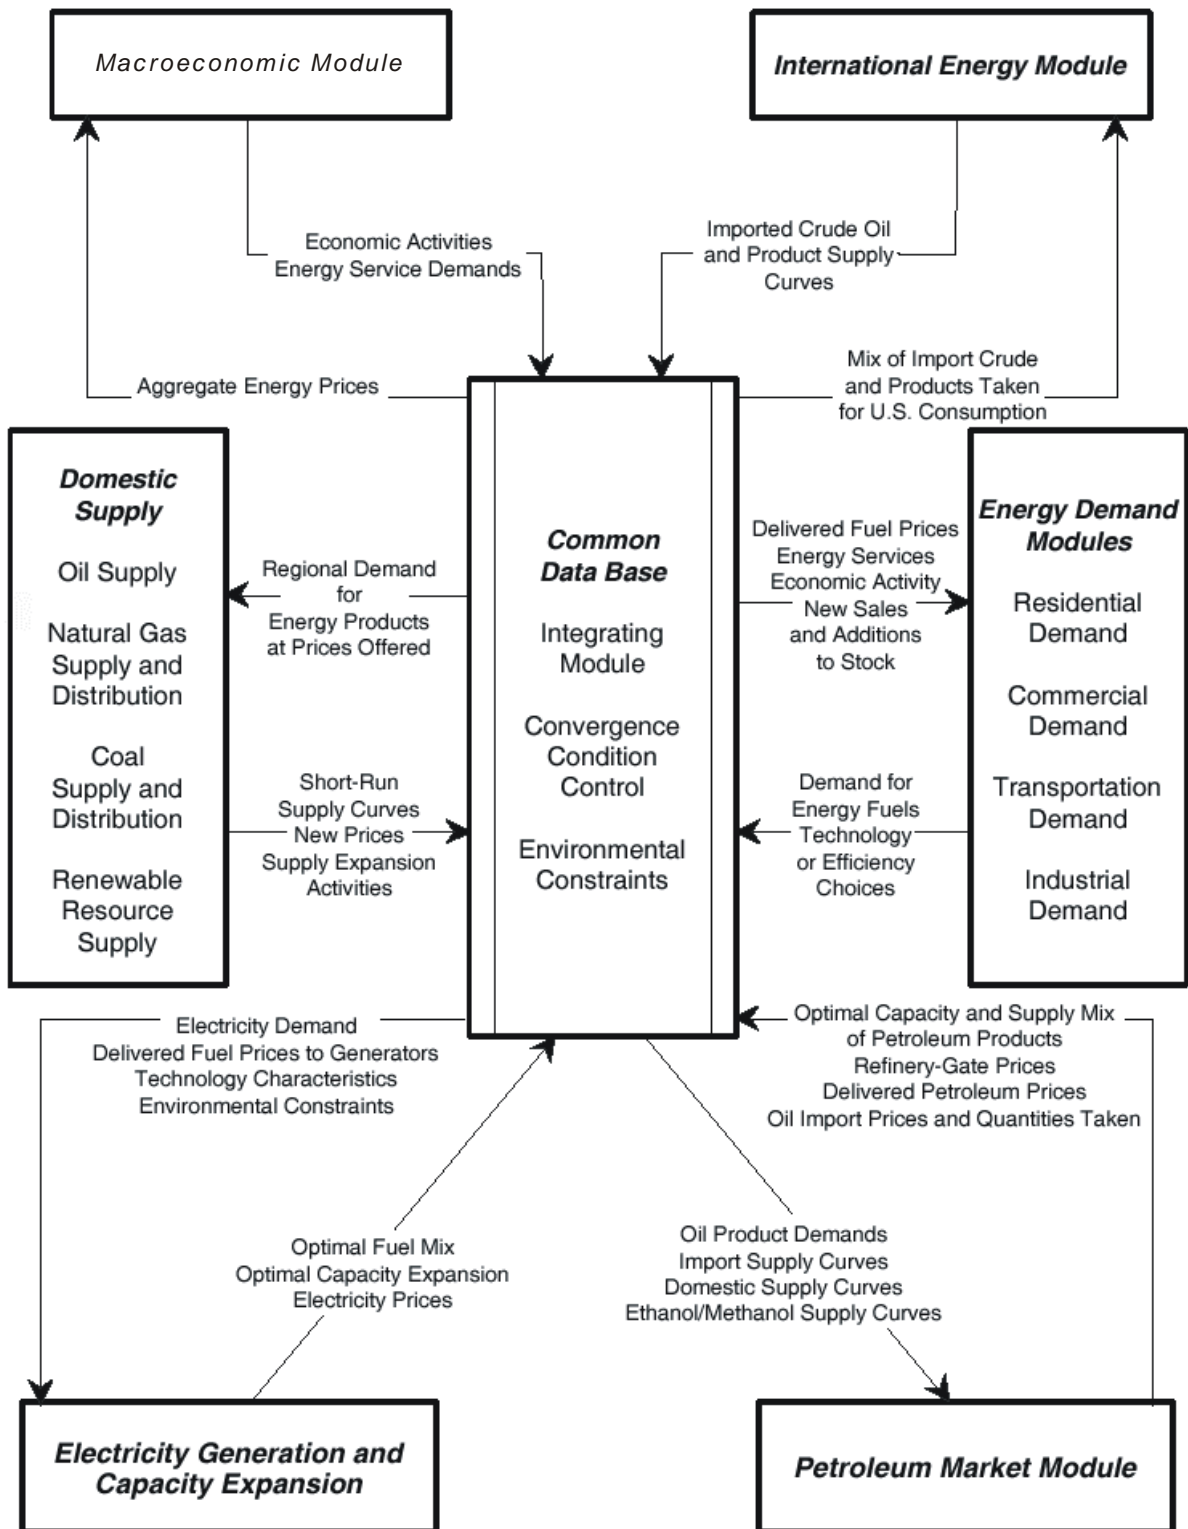 Macroeconomic Module
International Energy Module
Economic Activities
Energy Service Demands
Imported Crude Oil
and Product Supply
Curves
Aggregate Energy Prices
Mix of Import Crude
and Products Taken
for U.S. Consumption
Domestic
Supply
Oil Supply
Natural Gas
Supply and
Distribution
Coal
Supply and
Distribution
Renewable
Resource
Supply
Regional Demand
for
Energy Products
at Prices Offered
Short-Run
Supply Curves
New Prices
Supply Expansion
Activities
Common
Data Base
Integrating
Module
Convergence
Condition
Control
Environmental
Constraints
Delivered Fuel Prices
Energy Services
Economic Activity
New Sales
and Additions
to Stock
Demand for
Energy Fuels
Technology
or Efficiency
Choices
Energy Demand
Modules
Residential
Demand
Commercial
Demand
Transportation
Demand
Industrial
Demand
Electricity Demand
Delivered Fuel Prices to Generators
Technology Characteristics
Environmental Constraints
Optimal Capacity and Supply Mix
of Petroleum Products
Refinery-Gate Prices
Delivered Petroleum Prices
Oil Import Prices and Quantities Taken
Optimal Fuel Mix
Optimal Capacity Expansion
Electricity Prices
Oil Product Demands
Import Supply Curves
Domestic Supply Curves
Ethanol/Methanol Supply Curves
Electricity Generation and
Capacity Expansion
Petroleum Market Module